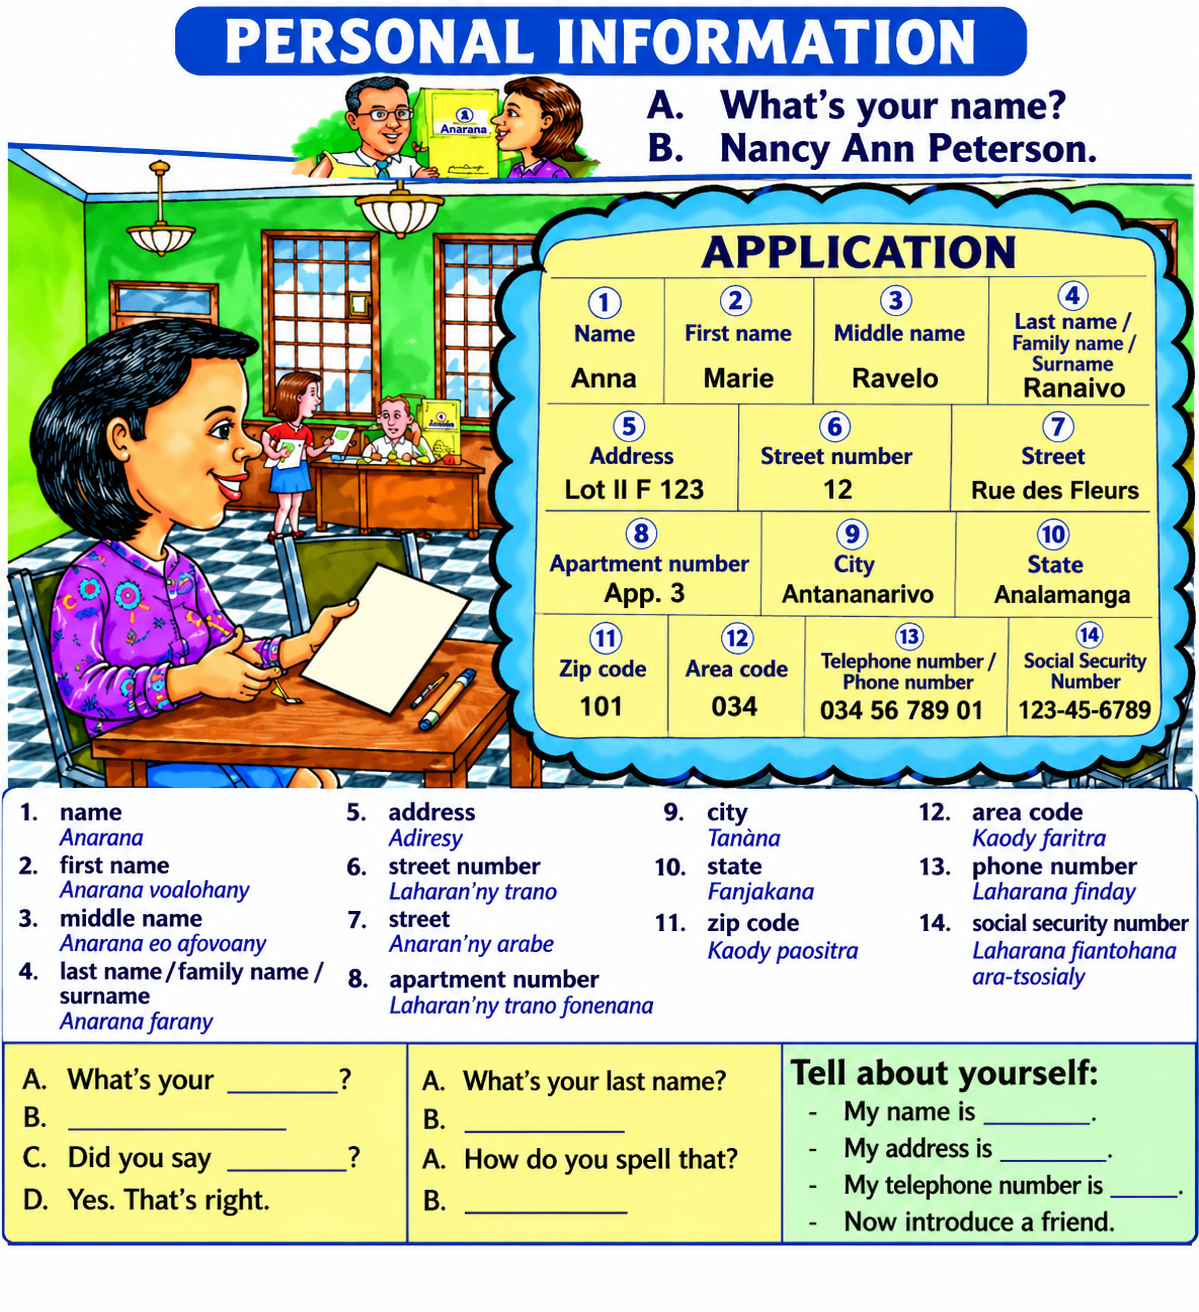 PERSONAL INFORMATION
1
Anarana
A. What's your name?
B. Nancy Ann Peterson.
APPLICATION
1
Name
Anna
2
First name
Marie
3
Middle name
Ravelo
4
Last name /
Family name /
Surname
Ranaivo
5
Address
Lot II F 123
6
Street number
12
7
Street
Rue des Fleurs
8
Apartment number
App. 3
9
City
Antananarivo
10
State
Analamanga
11
Zip code
101
12
Area code
034
13
Telephone number /
Phone number
034 56 789 01
14
Social Security
Number
123-45-6789
1. name
Anarana
2. first name
Anarana voalohany
3. middle name
Anarana eo afovoany
4. last name / family name /
surname
Anarana farany
5. address
Adiresy
6. street number
Laharan'ny trano
7. street
Anaran'ny arabe
8. apartment number
Laharan'ny trano fonenana
9. city
Tanàna
10. state
Fanjakana
11. zip code
Kaody paositra
12. area code
Kaody faritra
13. phone number
Laharana finday
14. social security number
Laharana fiantohana
ara-tsosialy
A. What's your ________?
B. ________________
C. Did you say ________?
D. Yes. That's right.
A. What's your last name?
B. ____________
A. How do you spell that?
B. ____________
Tell about yourself:
- My name is ________.
- My address is ________.
- My telephone number is _____.
- Now introduce a friend.